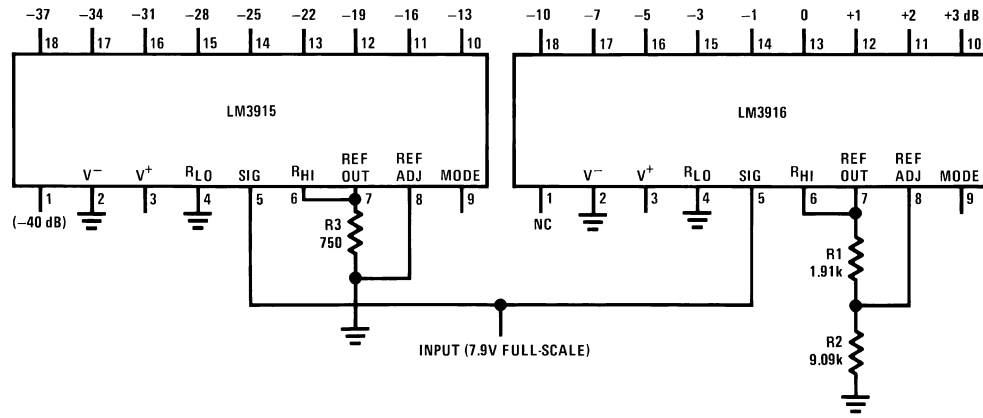 −37 −34 −31 −28 −25 −22 −19 −16 −13 −10 −7 −5 −3 −1 0 +1 +2 +3 dB
18 17 16 15 14 13 12 11 10 18 17 16 15 14 13 12 11 10
LM3915 LM3916
V− V+ RLO SIG RHI REF OUT REF ADJ MODE V− V+ RLO SIG RHI REF OUT REF ADJ MODE
1 2 3 4 5 6 7 8 9 1 2 3 4 5 6 7 8 9
(−40 dB) NC
R3
750
R1
1.91k
INPUT (7.9V FULL-SCALE)
R2
9.09k